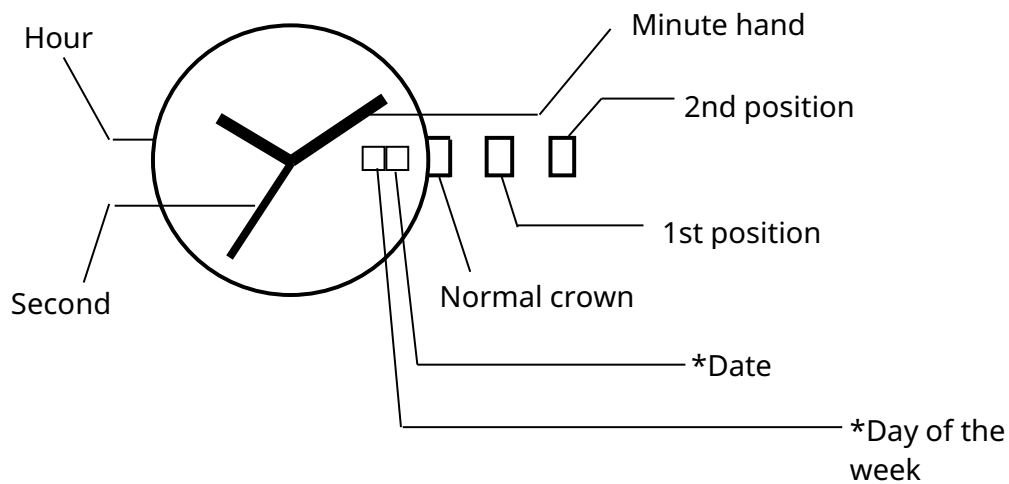 Hour
Minute hand
2nd position
1st position
Normal crown
Second
*Date
*Day of the
week